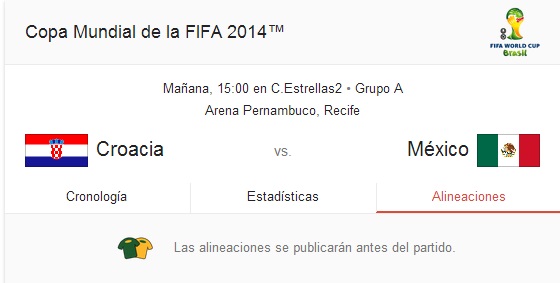 Copa Mundial de la FIFA 2014™
FIFA WORLD CUP
Brasil
Mañana, 15:00 en C.Estrellas2 • Grupo A
Arena Pernambuco, Recife
Croacia vs. México
Cronología Estadísticas Alineaciones
Las alineaciones se publicarán antes del partido.